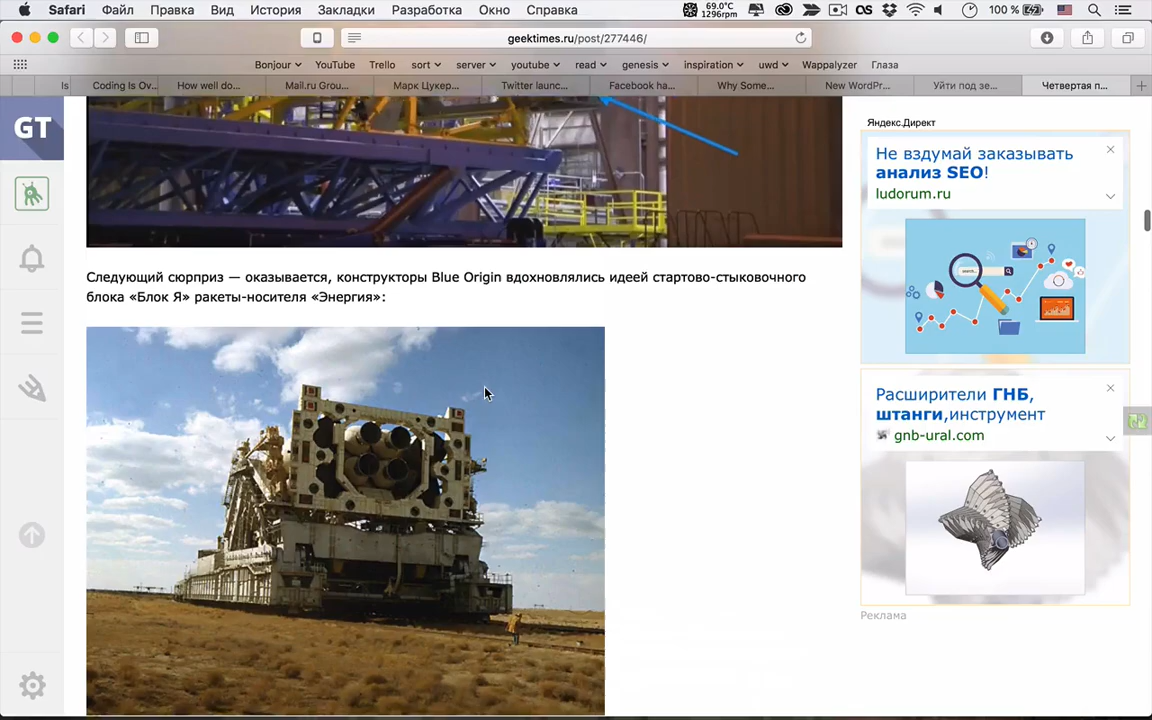 Safari Файл Правка Вид История Закладки Разработка Окно Справка 69.0°C 1296rpm 100 %
geektimes.ru/post/277446/
Bonjour YouTube Trello sort server youtube read genesis inspiration uwd Wappalyzer Глаза
Is Coding Is Ov... How well do... Mail.ru Grou... Марк Цукер... Twitter launc... Facebook ha... Why Some... New WordPr... Уйти под зе... Четвертая п...
GT
Яндекс.Директ
Не вздумай заказывать
анализ SEO!
ludorum.ru
search...
Следующий сюрприз — оказывается, конструкторы Blue Origin вдохновлялись идеей стартово-стыковочного
блока «Блок Я» ракеты-носителя «Энергия»:
Расширители ГНБ,
штанги,инструмент
gnb-ural.com
Реклама